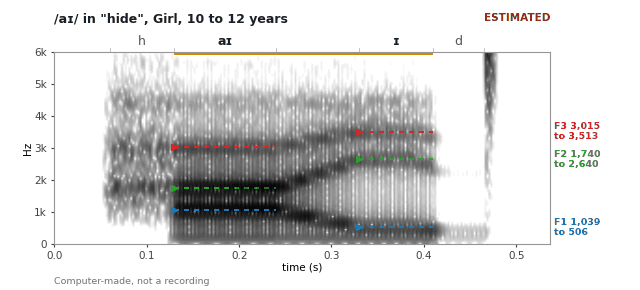 /aɪ/ in "hide", Girl, 10 to 12 years
ESTIMATED
h aɪ ɪ d
6k
5k
4k
3k
2k
1k
0
Hz
F3 3,015
to 3,513
F2 1,740
to 2,640
F1 1,039
to 506
0.0 0.1 0.2 0.3 0.4 0.5
time (s)
Computer-made, not a recording